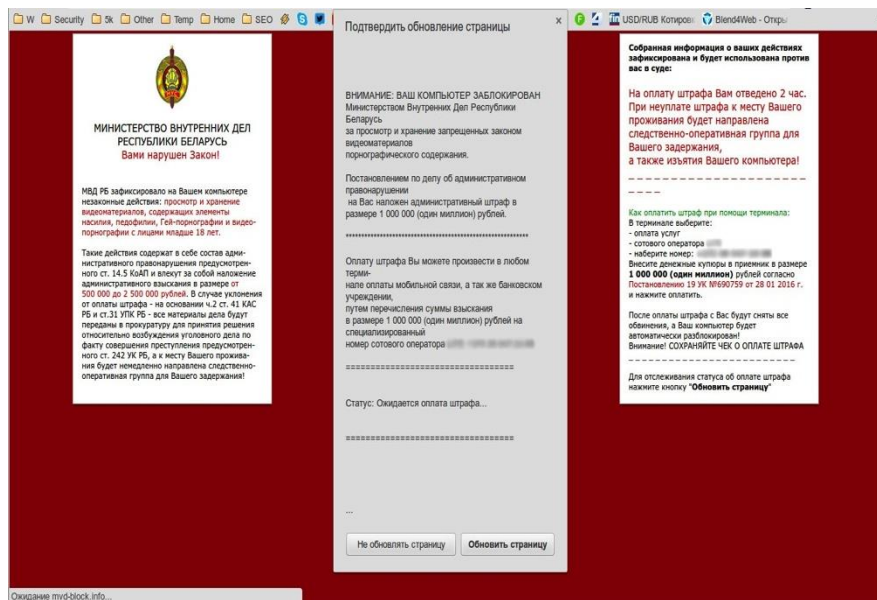 W Security 5k Other Temp Home SEO
USD/RUB Котиров Blend4Web - Откры
МИНИСТЕРСТВО ВНУТРЕННИХ ДЕЛ
РЕСПУБЛИКИ БЕЛАРУСЬ
Вами нарушен Закон!
МВД РБ зафиксировало на Вашем компьютере
незаконные действия: просмотр и хранение
видеоматериалов, содержащих элементы
насилия, педофилии, Гей-порнографии и видео-
порнографии с лицами младше 18 лет.
Такие действия содержат в себе состав адми-
нистративного правонарушения предусмотрен-
ного ст. 14.5 КоАП и влекут за собой наложение
административного взыскания в размере от
500 000 до 2 500 000 рублей. В случае уклонения
от оплаты штрафа - на основании ч.2 ст. 41 КАС
РБ и ст.31 УПК РБ - все материалы дела будут
переданы в прокуратуру для принятия решения
относительно возбуждения уголовного дела по
факту совершения преступления предусмотрен-
ного ст. 242 УК РБ, а к месту Вашего прожива-
ния будет немедленно направлена следственно-
оперативная группа для Вашего задержания!
Подтвердить обновление страницы x
ВНИМАНИЕ: ВАШ КОМПЬЮТЕР ЗАБЛОКИРОВАН
Министерством Внутренних Дел Республики
Беларусь
за просмотр и хранение запрещенных законом
видеоматериалов
порнографического содержания.
Постановлением по делу об административном
правонарушении
на Вас наложен административный штраф в
размере 1 000 000 (один миллион) рублей.
************************************************************
Оплату штрафа Вы можете произвести в любом
терми-
нале оплаты мобильной связи, а так же банковском
учреждении,
путем перечисления суммы взыскания
в размере 1 000 000 (один миллион) рублей на
специализированный
номер сотового оператора
==================================
Статус: Ожидается оплата штрафа...
==================================
...
Не обновлять страницу Обновить страницу
Собранная информация о ваших действиях
зафиксирована и будет использована против
вас в суде:
На оплату штрафа Вам отведено 2 час.
При неуплате штрафа к месту Вашего
проживания будет направлена
следственно-оперативная группа для
Вашего задержания,
а также изъятия Вашего компьютера!
_ _ _ _ _ _ _ _ _ _ _ _ _ _ _ _ _ _ _ _ _ _
_ _ _ _
Как оплатить штраф при помощи терминала:
В терминале выберите:
- оплата услуг
- сотового оператора
- наберите номер:
Внесите денежные купюры в приемник в размере
1 000 000 (один миллион) рублей согласно
Постановлению 19 УК №690759 от 28 01 2016 г.
и нажмите оплатить.
После оплаты штрафа с Вас будут сняты все
обвинения, а Ваш компьютер будет
автоматически разблокирован!
Внимание! СОХРАНЯЙТЕ ЧЕК О ОПЛАТЕ ШТРАФА
_ _ _ _ _ _ _ _ _ _ _ _ _ _ _ _ _ _ _ _ _ _ _ _ _
Для отслеживания статуса об оплате штрафа
нажмите кнопку "Обновить страницу"
Ожидание mvd-block.info...